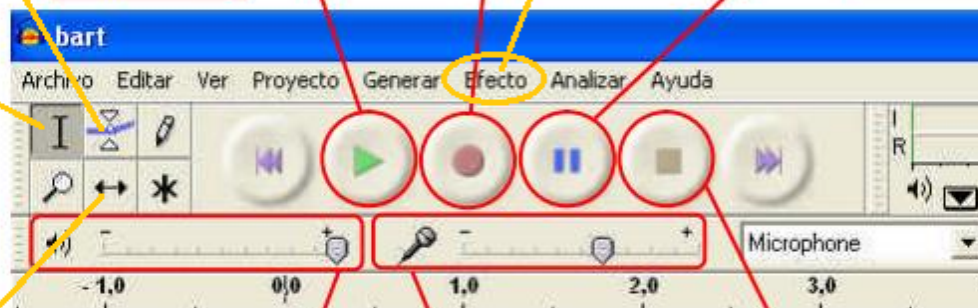 bart
Archivo Editar Ver Proyecto Generar Efecto Analizar Ayuda
I
R
- +
- +
Microphone
- 1,0 0,0 1,0 2,0 3,0